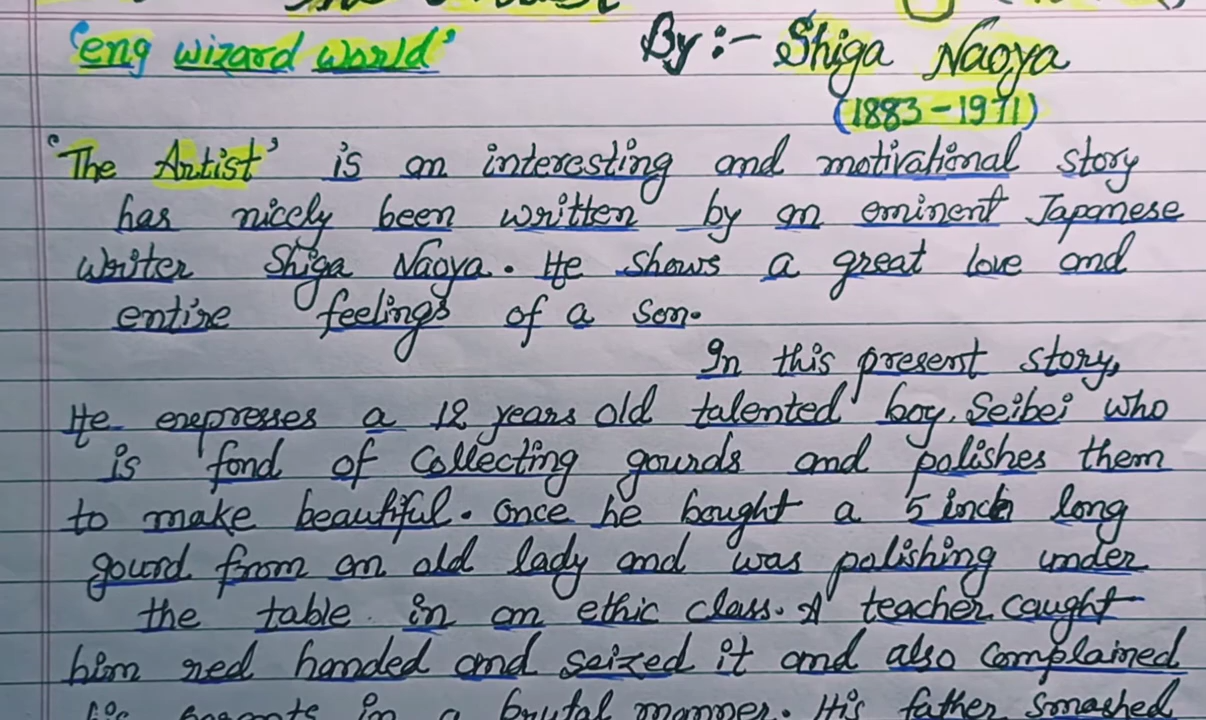 'eng wizard world'
By :- Shiga Naoya
(1883-1971)
'The Artist' is an interesting and motivational story
has nicely been written by an eminent Japanese
writer Shiga Naoya. He shows a great love and
entire feelings of a son.
In this present story,
He exepresses a 12 years old talented boy, Seibei who
is fond of collecting gourds and polishes them
to make beautiful. Once he bought a 5 inch long
gourd from an old lady and was polishing under
the table in an ethic class. A teacher caught
him red handed and seized it and also complained
his parents in a brutal manner. His father smashed